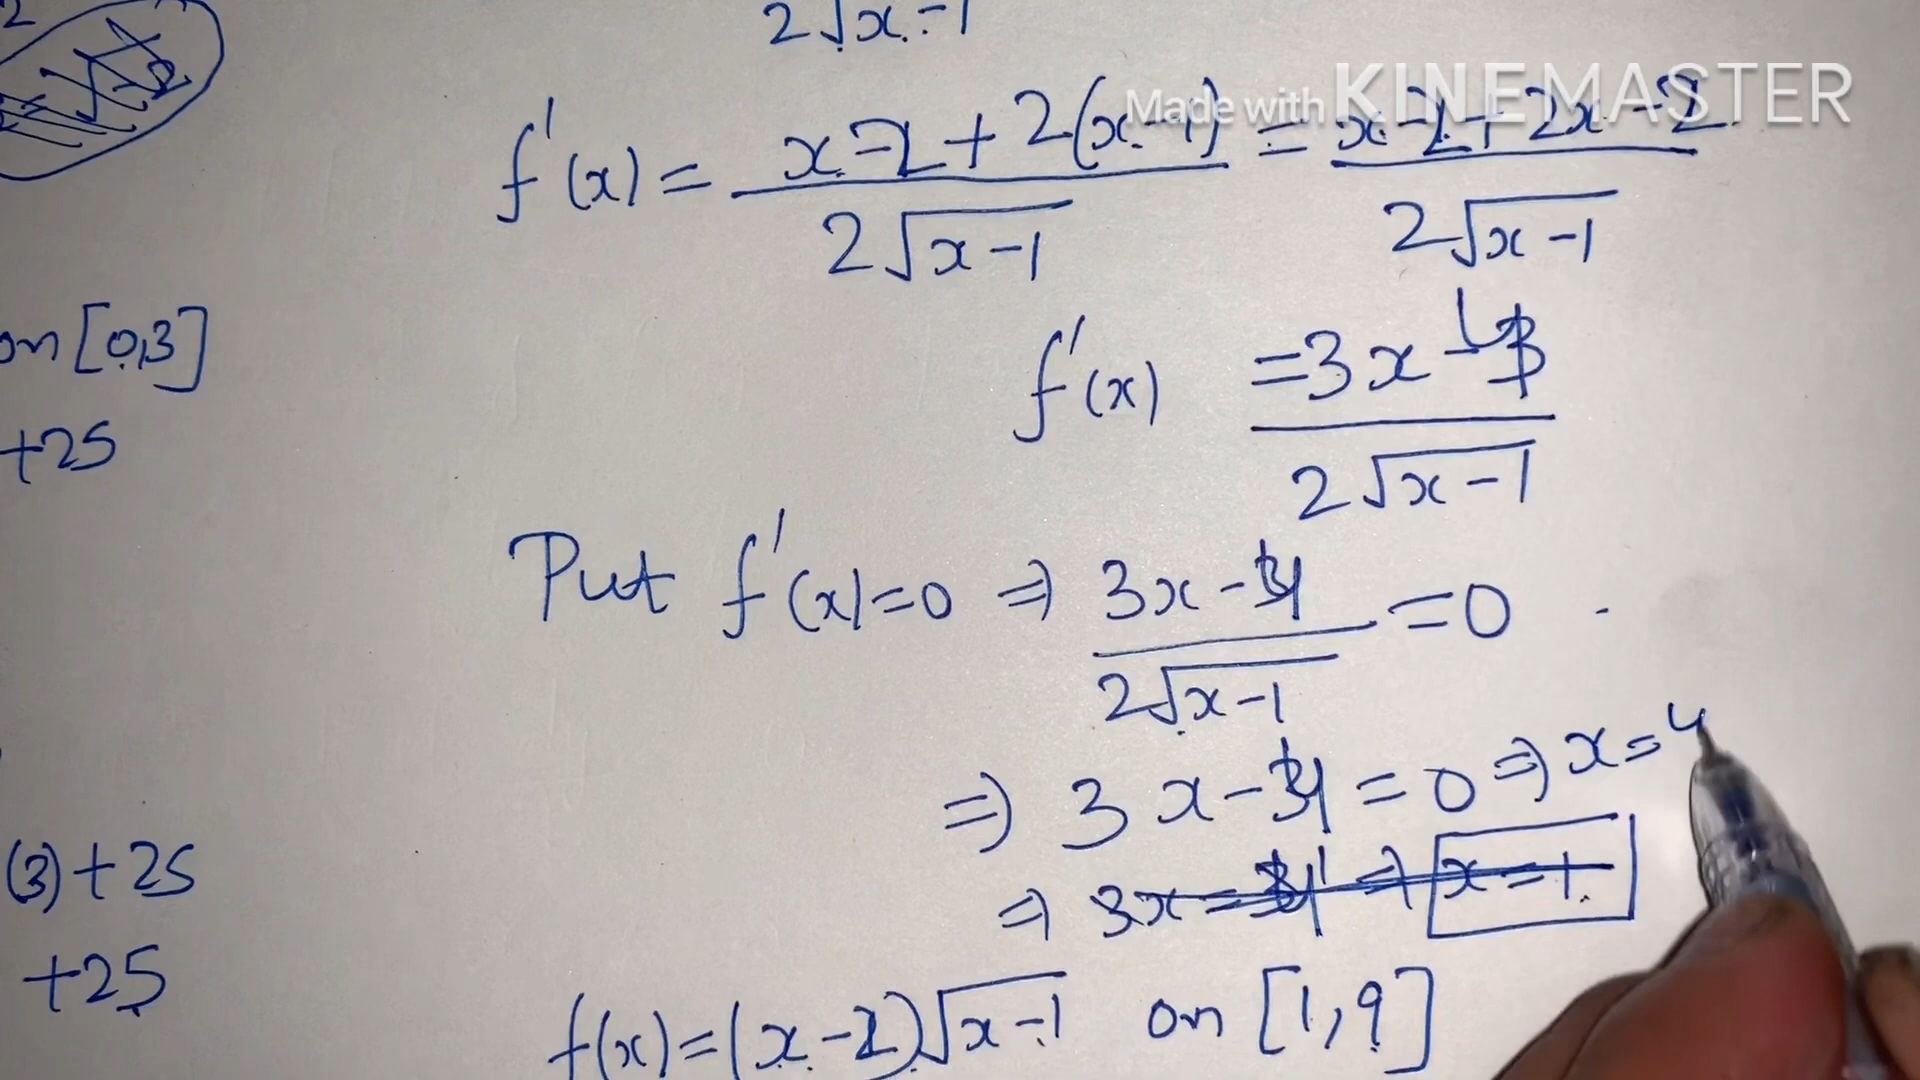 2√x-1
Made with KINEMASTER
f'(x) = x-2+2(x-1) / 2√x-1 = x-2+2x-2 / 2√x-1
on [0,3]
f'(x) = 3x-4 / 2√x-1
+25
Put f'(x)=0 ⇒ 3x-4 / 2√x-1 = 0
⇒ 3x-4 = 0 ⇒ x=4
(3)+25
⇒ 3x = 4 ⇒ x=1
+25
f(x)=(x-2)√x-1 on [1,9]